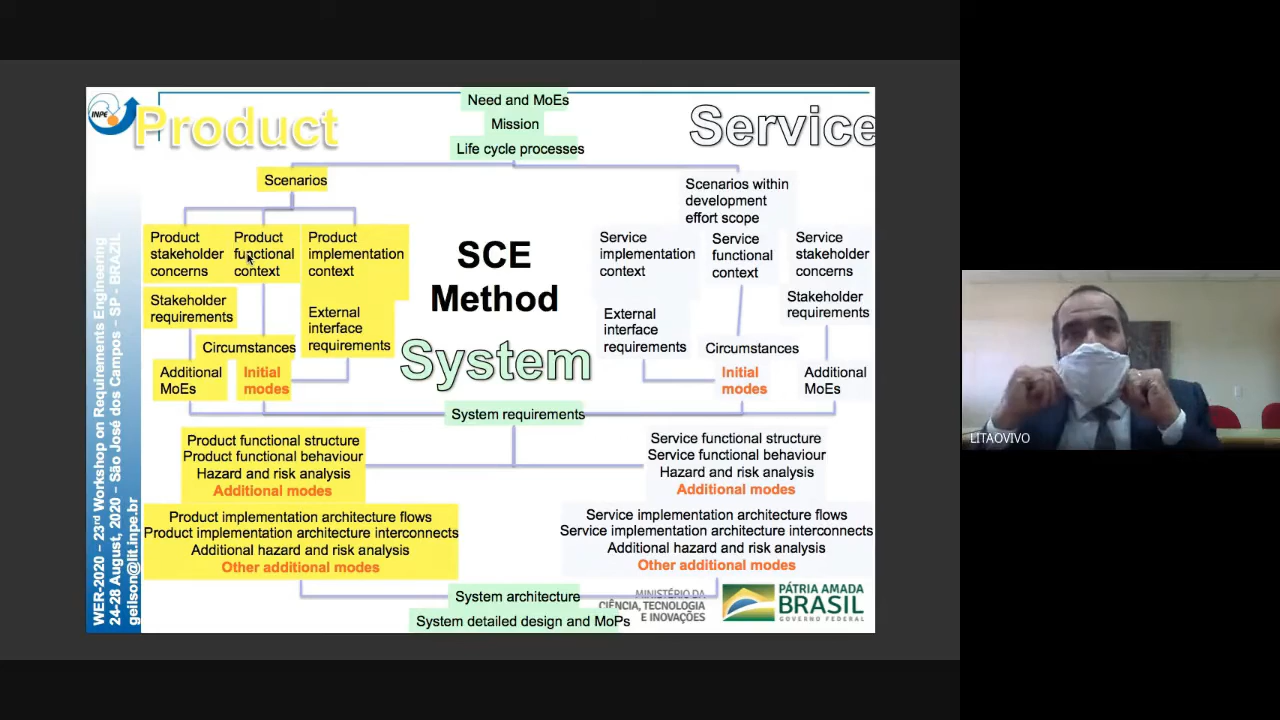 INPE
Product
Need and MoEs
Mission
Life cycle processes
Service
Scenarios
Scenarios within
development
effort scope
Product
stakeholder
concerns
Product
functional
context
Product
implementation
context
SCE
Method
Service
implementation
context
Service
functional
context
Service
stakeholder
concerns
Stakeholder
requirements
External
interface
requirements
External
interface
requirements
Stakeholder
requirements
System
Circumstances
Circumstances
Additional
MoEs
Initial
modes
Initial
modes
Additional
MoEs
System requirements
Product functional structure
Product functional behaviour
Hazard and risk analysis
Additional modes
Service functional structure
Service functional behaviour
Hazard and risk analysis
Additional modes
Product implementation architecture flows
Product implementation architecture interconnects
Additional hazard and risk analysis
Other additional modes
Service implementation architecture flows
Service implementation architecture interconnects
Additional hazard and risk analysis
Other additional modes
System architecture
System detailed design and MoPs
MINISTÉRIO DA
CIÊNCIA, TECNOLOGIA
E INOVAÇÕES
PÁTRIA AMADA
BRASIL
GOVERNO FEDERAL
WER-2020 – 23rd Workshop on Requirements Engineering
24-28 August, 2020 – São José dos Campos – SP - BRAZIL
geilson@lit.inpe.br
LITAOVIVO